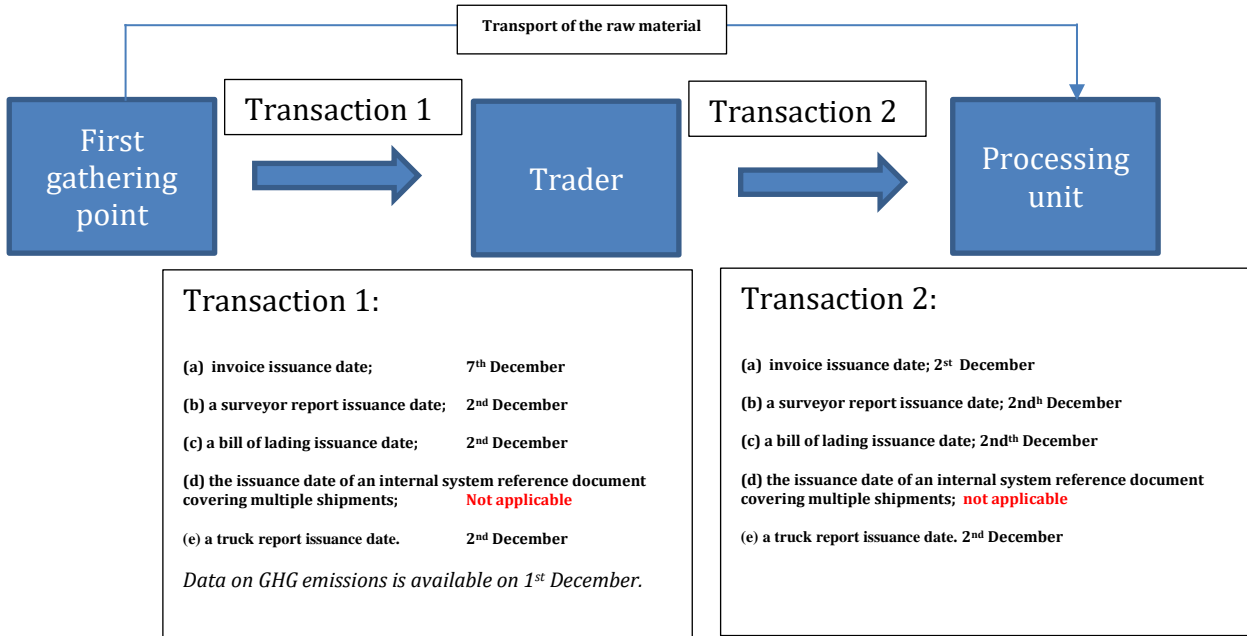 Transport of the raw material
Transaction 1
Transaction 2
First
gathering
point
Trader
Processing
unit
Transaction 1:
(a) invoice issuance date; 7th December
(b) a surveyor report issuance date; 2nd December
(c) a bill of lading issuance date; 2nd December
(d) the issuance date of an internal system reference document
covering multiple shipments; Not applicable
(e) a truck report issuance date. 2nd December
Data on GHG emissions is available on 1st December.
Transaction 2:
(a) invoice issuance date; 2st December
(b) a surveyor report issuance date; 2ndh December
(c) a bill of lading issuance date; 2ndth December
(d) the issuance date of an internal system reference document
covering multiple shipments; not applicable
(e) a truck report issuance date. 2nd December